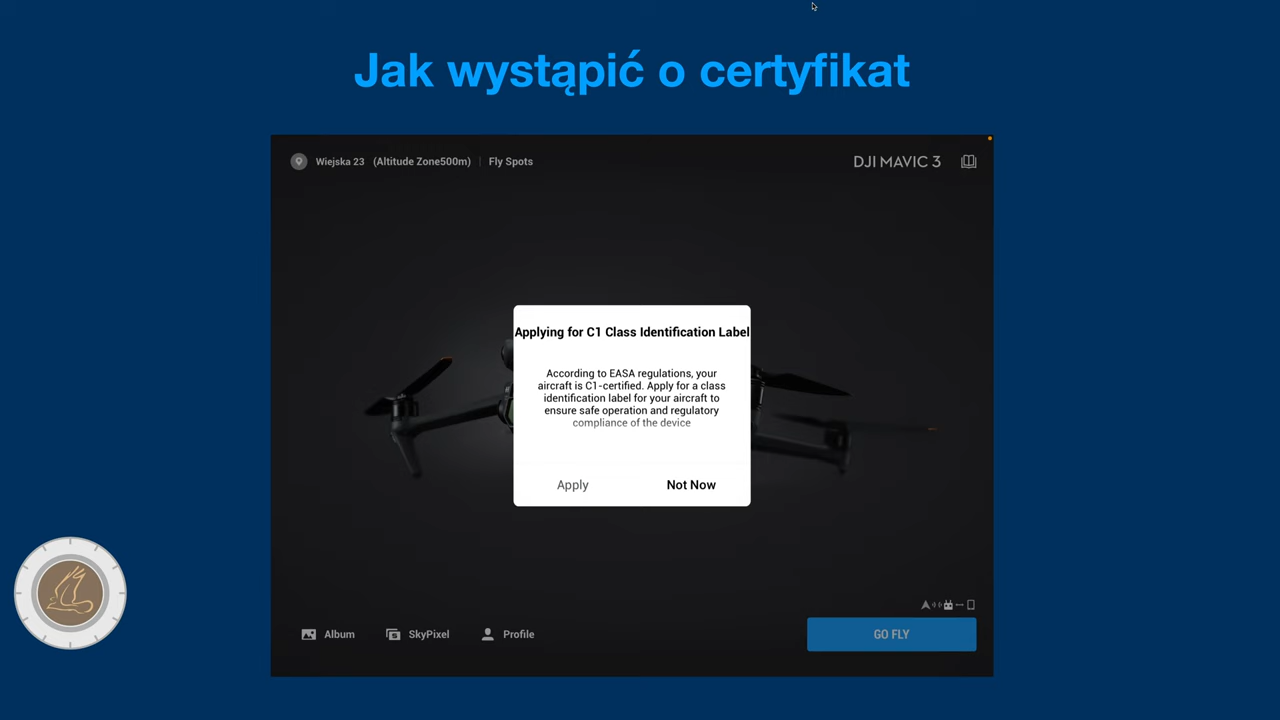 Jak wystąpić o certyfikat
Wiejska 23 (Altitude Zone500m) | Fly Spots
DJI MAVIC 3
Applying for C1 Class Identification Label
According to EASA regulations, your
aircraft is C1-certified. Apply for a class
identification label for your aircraft to
ensure safe operation and regulatory
compliance of the device
Apply
Not Now
Album
SkyPixel
Profile
GO FLY